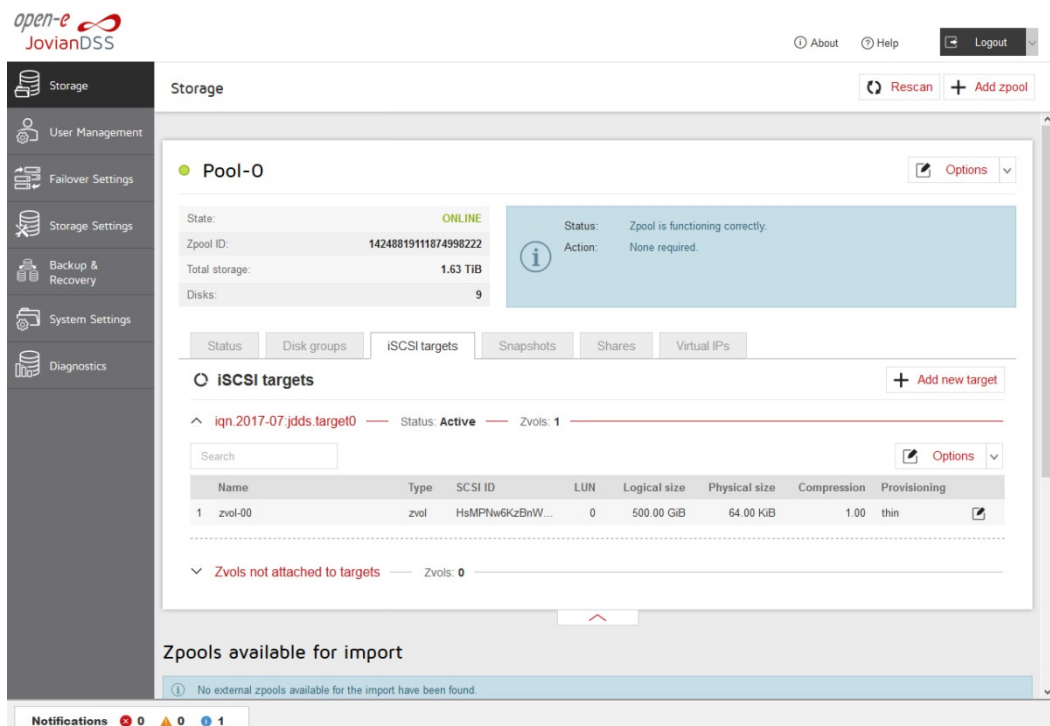 open-e
JovianDSS
About Help Logout
Storage
User Management
Failover Settings
Storage Settings
Backup &
Recovery
System Settings
Diagnostics
Storage
Rescan Add zpool
Pool-0
Options
State: ONLINE
Zpool ID: 14248819111874998222
Total storage: 1.63 TiB
Disks: 9
Status: Zpool is functioning correctly.
Action: None required.
Status Disk groups iSCSI targets Snapshots Shares Virtual IPs
iSCSI targets
Add new target
iqn.2017-07:jdds.target0 Status: Active Zvols: 1
Search
Options
Name Type SCSI ID LUN Logical size Physical size Compression Provisioning
1 zvol-00 zvol HsMPNw6KzBnW... 0 500.00 GiB 64.00 KiB 1.00 thin
Zvols not attached to targets Zvols: 0
Zpools available for import
No external zpools available for the import have been found.
Notifications 0 0 1